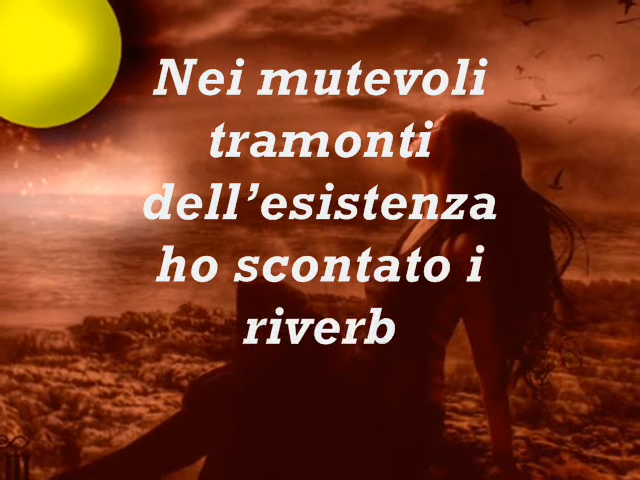 Nei mutevoli
tramonti
dell’esistenza
ho scontato i
riverb